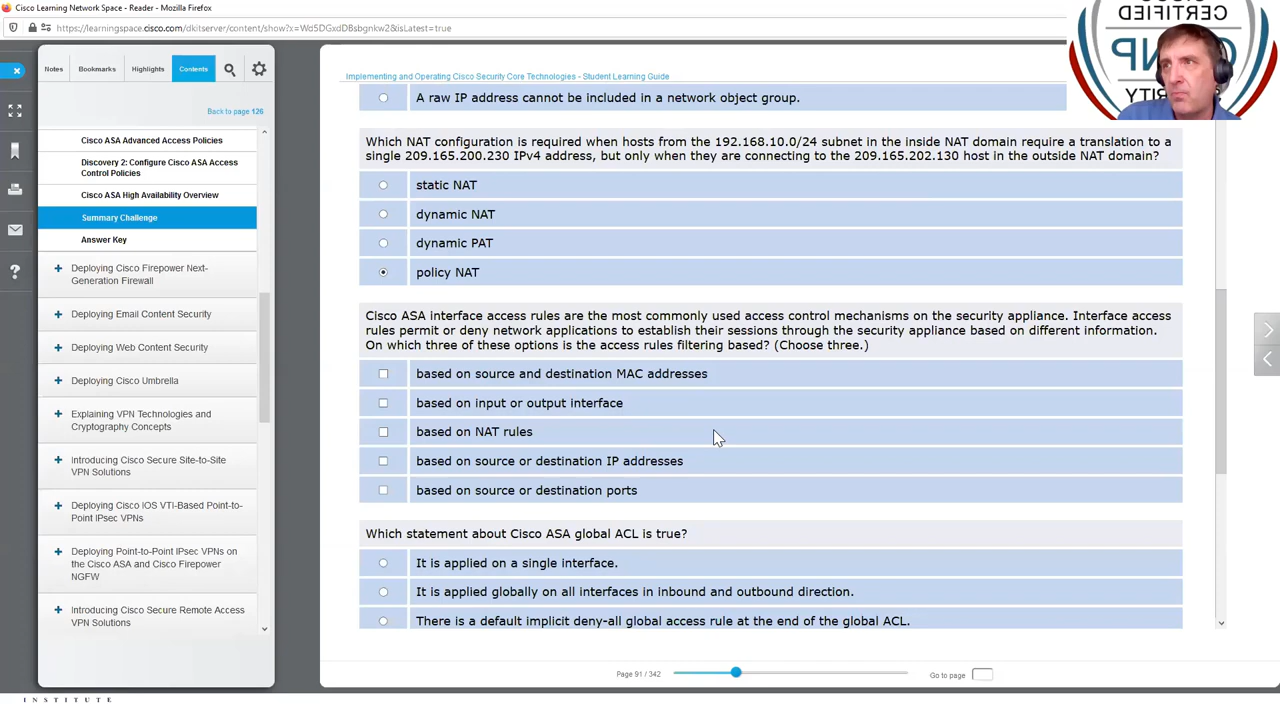 Cisco Learning Network Space - Reader - Mozilla Firefox
https://learningspace.cisco.com/dkitserver/content/show?x=Wd5DGxdDBsbgnkw2&isLatest=true
CERTIFIED
CNP
SECURITY
Notes
Bookmarks
Highlights
Contents
Back to page 126
Cisco ASA Advanced Access Policies
Discovery 2: Configure Cisco ASA Access
Control Policies
Cisco ASA High Availability Overview
Summary Challenge
Answer Key
Deploying Cisco Firepower Next-
Generation Firewall
Deploying Email Content Security
Deploying Web Content Security
Deploying Cisco Umbrella
Explaining VPN Technologies and
Cryptography Concepts
Introducing Cisco Secure Site-to-Site
VPN Solutions
Deploying Cisco IOS VTI-Based Point-to-
Point IPsec VPNs
Deploying Point-to-Point IPsec VPNs on
the Cisco ASA and Cisco Firepower
NGFW
Introducing Cisco Secure Remote Access
VPN Solutions
Implementing and Operating Cisco Security Core Technologies - Student Learning Guide
A raw IP address cannot be included in a network object group.
Which NAT configuration is required when hosts from the 192.168.10.0/24 subnet in the inside NAT domain require a translation to a
single 209.165.200.230 IPv4 address, but only when they are connecting to the 209.165.202.130 host in the outside NAT domain?
static NAT
dynamic NAT
dynamic PAT
policy NAT
Cisco ASA interface access rules are the most commonly used access control mechanisms on the security appliance. Interface access
rules permit or deny network applications to establish their sessions through the security appliance based on different information.
On which three of these options is the access rules filtering based? (Choose three.)
based on source and destination MAC addresses
based on input or output interface
based on NAT rules
based on source or destination IP addresses
based on source or destination ports
Which statement about Cisco ASA global ACL is true?
It is applied on a single interface.
It is applied globally on all interfaces in inbound and outbound direction.
There is a default implicit deny-all global access rule at the end of the global ACL.
Page 91 / 342
Go to page
INSTITUTE